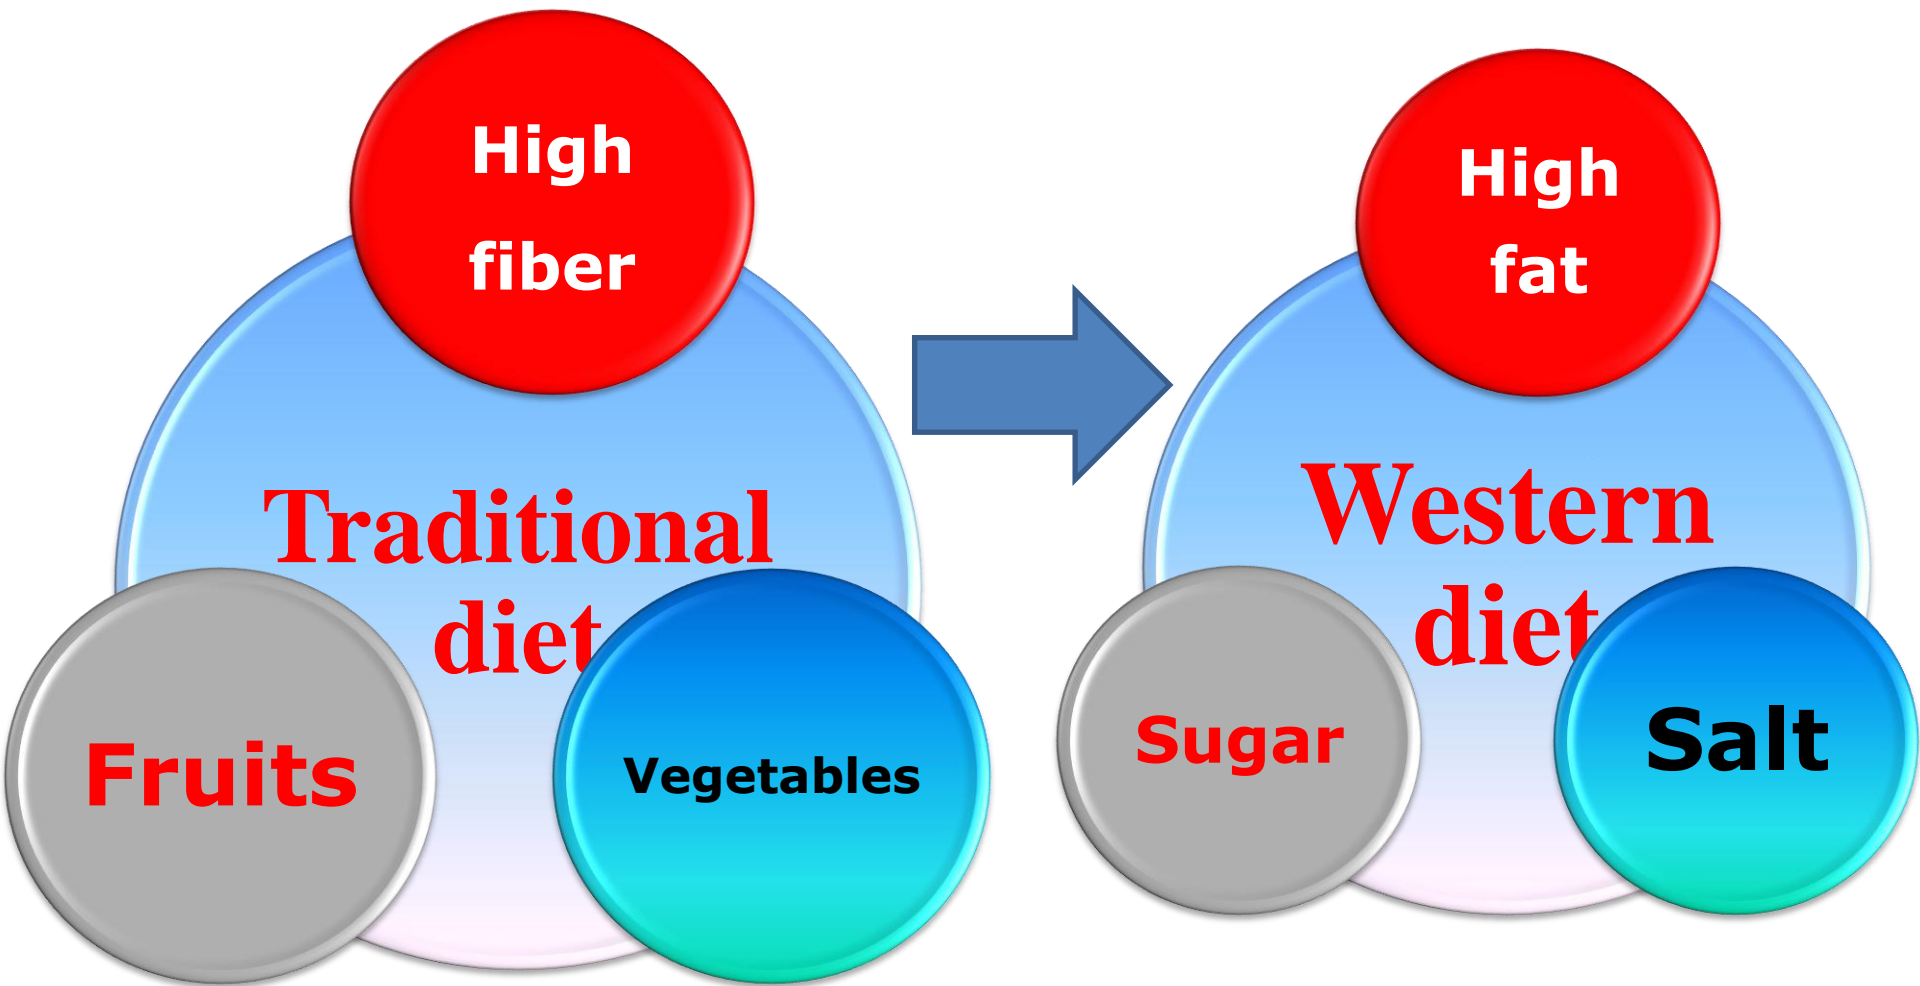 High
fiber
Traditional
diet
Fruits
Vegetables
High
fat
Western
diet
Sugar
Salt